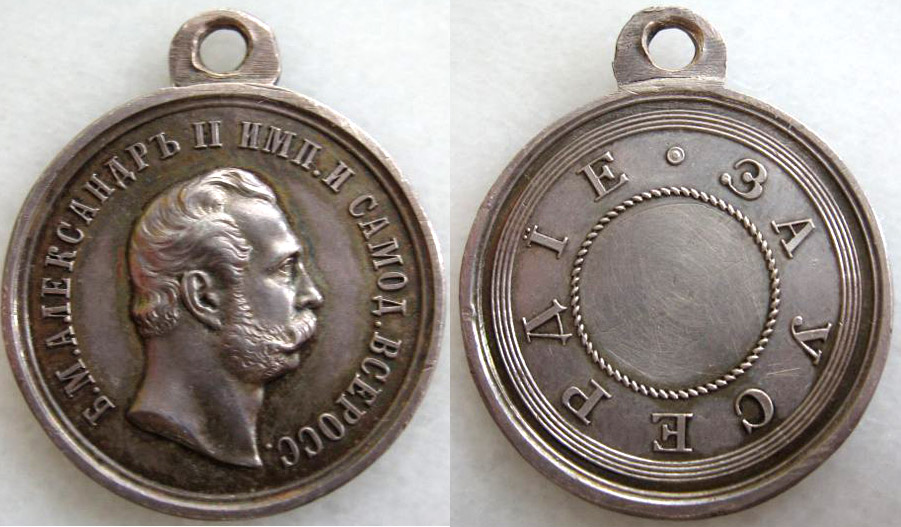 Б.М.АЛЕКСАНДРЪ II ИМП.И САМОД.ВСЕРОСС.
ЗА УСЕРДІЕ